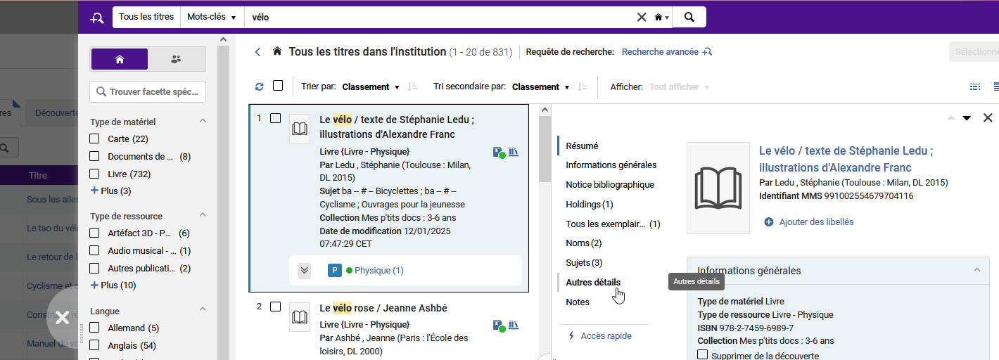 Tous les titres
Mots-clés
vélo
Tous les titres dans l'institution (1 - 20 de 831)
Requête de recherche: Recherche avancée
Sélectionne
Trouver facette spéc...
Trier par: Classement
Tri secondaire par: Classement
Afficher: Tout afficher
res
Découverte
Titre
Sous les ailes
Le tao du vélo
Le retour de l
Cyclisme et c
Manuel du vo
Type de matériel
Carte (22)
Documents de ... (8)
Livre (732)
+ Plus (3)
Type de ressource
Artéfact 3D - P... (6)
Audio musical - ... (1)
Autres publicati... (2)
+ Plus (10)
Langue
Allemand (5)
Anglais (54)
1
Le vélo / texte de Stéphanie Ledu ;
illustrations d'Alexandre Franc
Livre {Livre - Physique}
Par Ledu , Stéphanie (Toulouse : Milan,
DL 2015)
Sujet ba -- # -- Bicyclettes ; ba -- # --
Cyclisme ; Ouvrages pour la jeunesse
Collection Mes p'tits docs : 3-6 ans
Date de modification 12/01/2025
07:47:29 CET
P Physique (1)
2
Le vélo rose / Jeanne Ashbé
Livre {Livre - Physique}
Par Ashbé , Jeanne (Paris : l'École des
loisirs, DL 2000)
Résumé
Informations générales
Notice bibliographique
Holdings (1)
Tous les exemplair... (1)
Noms (2)
Sujets (3)
Autres détails
Notes
Accès rapide
Autres détails
Le vélo / texte de Stéphanie Ledu ;
illustrations d'Alexandre Franc
Par Ledu , Stéphanie (Toulouse : Milan, DL 2015)
Identifiant MMS 991002554679704116
Ajouter des libellés
Informations générales
Type de matériel Livre
Type de ressource Livre - Physique
ISBN 978-2-7459-6989-7
Collection Mes p'tits docs : 3-6 ans
Supprimer de la découverte